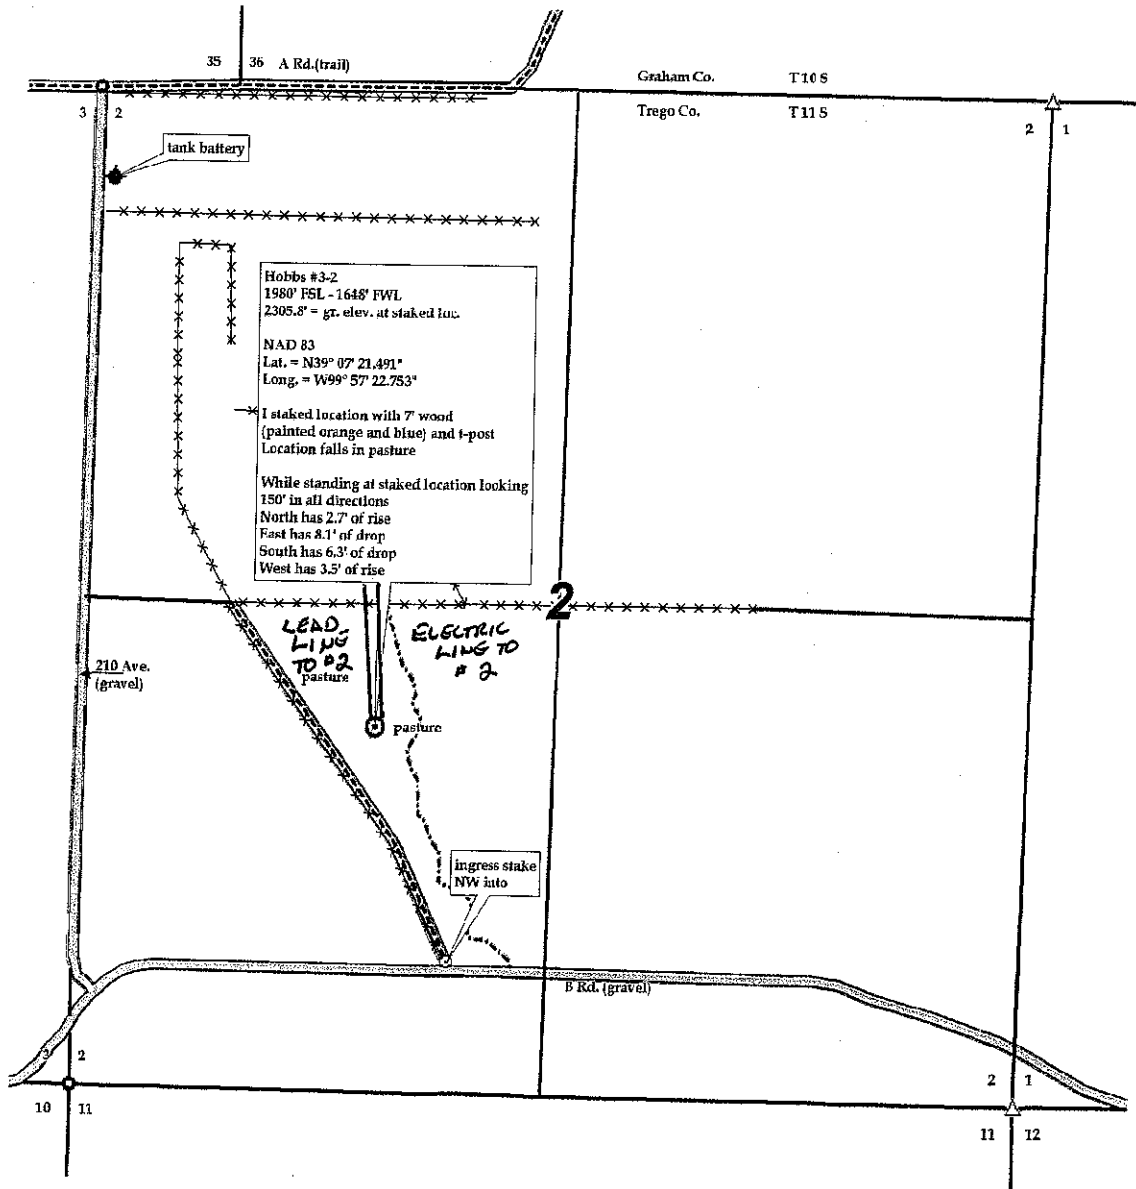 35 36 A Rd.(trail)
Graham Co. T 10 S
3 2
Trego Co. T 11 S
2 1
tank battery
Hobbs #3-2
1980' FSL - 1648' FWL
2305.8' = gr. elev. at staked loc.
NAD 83
Lat. = N39° 07' 21.491"
Long. = W99° 57' 22.753"
I staked location with 7' wood
(painted orange and blue) and t-post
Location falls in pasture
While standing at staked location looking
150' in all directions
North has 2.7' of rise
East has 8.1' of drop
South has 6.3' of drop
West has 3.5' of rise
2
LEAD
LINE
TO #2
ELECTRIC
LINE TO
# 2
pasture
210 Ave.
(gravel)
pasture
ingress stake
NW into
B Rd. (gravel)
3 2
2 1
10 11
11 12